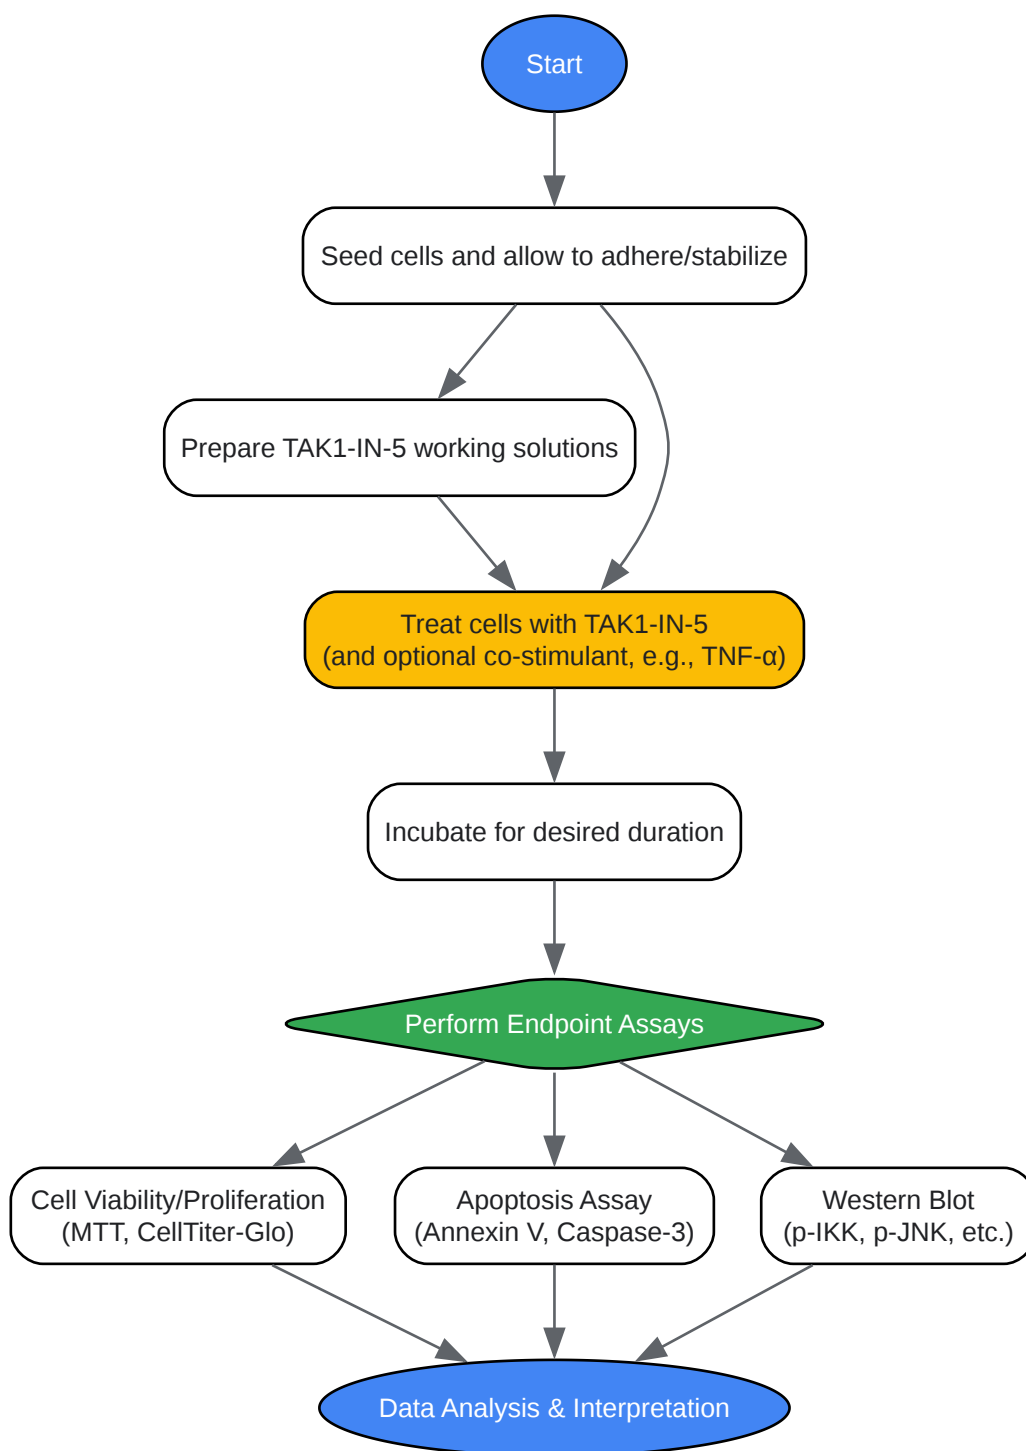 Start
Seed cells and allow to adhere/stabilize
Prepare TAK1-IN-5 working solutions
Treat cells with TAK1-IN-5
(and optional co-stimulant, e.g., TNF-α)
Incubate for desired duration
Perform Endpoint Assays
Cell Viability/Proliferation
(MTT, CellTiter-Glo)
Apoptosis Assay
(Annexin V, Caspase-3)
Western Blot
(p-IKK, p-JNK, etc.)
Data Analysis & Interpretation